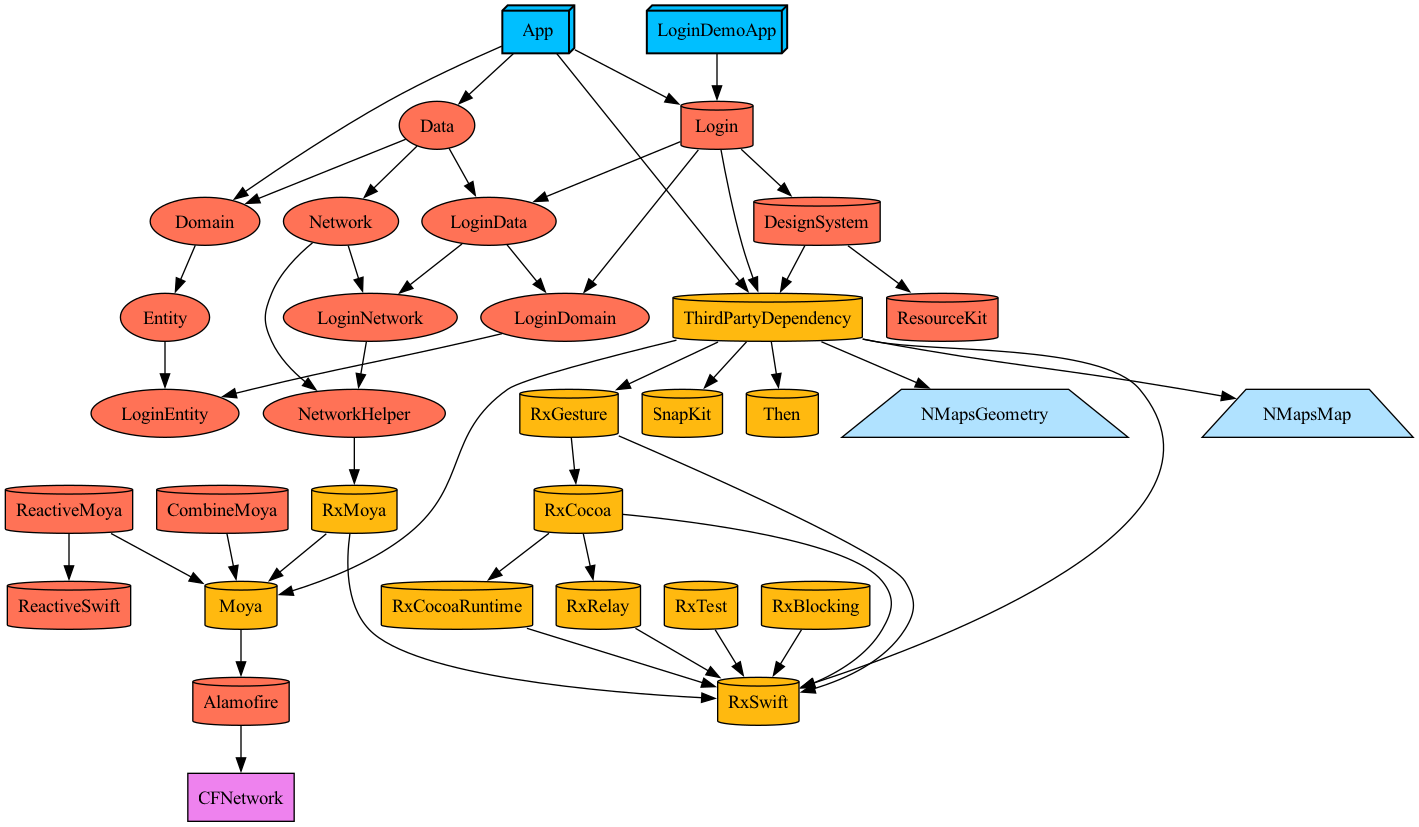 App
LoginDemoApp
Data
Login
Domain
Network
LoginData
DesignSystem
Entity
LoginNetwork
LoginDomain
ThirdPartyDependency
ResourceKit
LoginEntity
NetworkHelper
RxGesture
SnapKit
Then
NMapsGeometry
NMapsMap
ReactiveMoya
CombineMoya
RxMoya
RxCocoa
ReactiveSwift
Moya
RxCocoaRuntime
RxRelay
RxTest
RxBlocking
Alamofire
RxSwift
CFNetwork